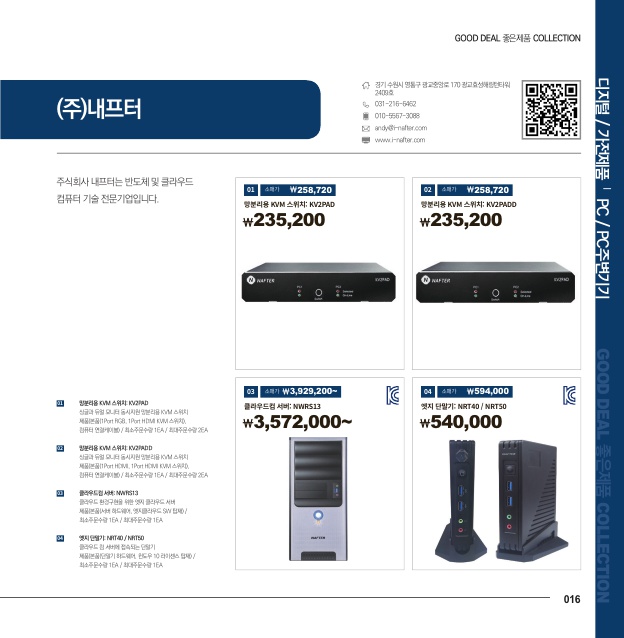 GOOD DEAL 좋은제품 COLLECTION
(주)내프터
경기 수원시 영통구 광교중앙로 170 광교효성해링턴타워
2409호
031-216-6462
010-5567-3088
andy@i-nafter.com
www.i-nafter.com
디지털 / 가전제품 | PC / PC주변기기
GOOD DEAL 좋은제품 COLLECTION
주식회사 내프터는 반도체 및 클라우드
컴퓨터 기술 전문기업입니다.
01 소매가 ₩258,720
망분리용 KVM 스위치: KV2PAD
₩235,200
WAFTER
KV2PAD
02 소매가 ₩258,720
망분리용 KVM 스위치: KV2PADD
₩235,200
WAFTER
KV2PAD
03 소매가 ₩3,929,200~
클라우드컴 서버: NWRS13
₩3,572,000~
WAFTER
04 소매가 ₩594,000
엣지 단말기: NRT40 / NRT50
₩540,000
01 망분리용 KVM 스위치: KV2PAD
싱글과 듀얼 모니터 동시지원 망분리용 KVM 스위치
제품(본품(1Port RGB, 1Port HDMI KVM 스위치),
컴퓨터 연결케이블) / 최소주문수량 1EA / 최대주문수량 2EA
02 망분리용 KVM 스위치: KV2PADD
싱글과 듀얼 모니터 동시지원 망분리용 KVM 스위치
제품(본품(1Port HDMI, 1Port HDMI KVM 스위치),
컴퓨터 연결케이블) / 최소주문수량 1EA / 최대주문수량 2EA
03 클라우드컴 서버: NWRS13
클라우드 환경구현을 위한 엣지 클라우드 서버
제품(본품(서버 하드웨어, 엣지클라우드 SW 탑재) /
최소주문수량 1EA / 최대주문수량 1EA
04 엣지 단말기: NRT40 / NRT50
클라우드 컴 서버에 접속되는 단말기
제품(본품(단말기 하드웨어, 윈도우 10 라이센스 탑재) /
최소주문수량 1EA / 최대주문수량 1EA
016